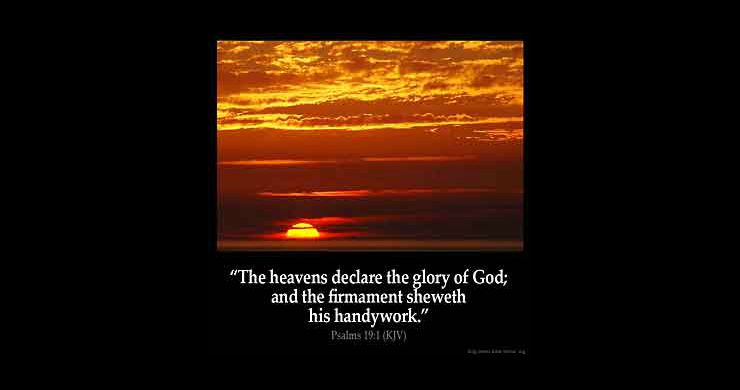 “The heavens declare the glory of God;
and the firmament sheweth
his handywork.”
Psalms 19:1 (KJV)